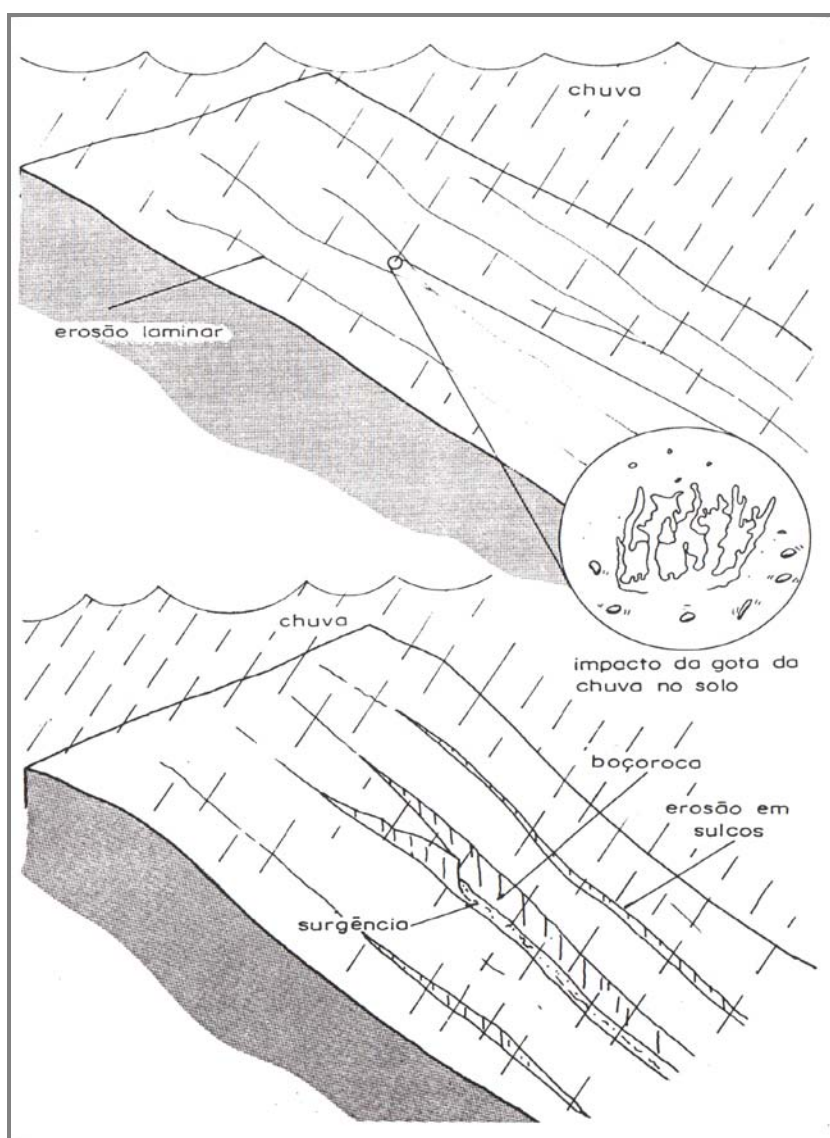 chuva
erosão laminar
impacto da gota da
chuva no solo
chuva
boçoroca
erosão em
sulcos
surgência